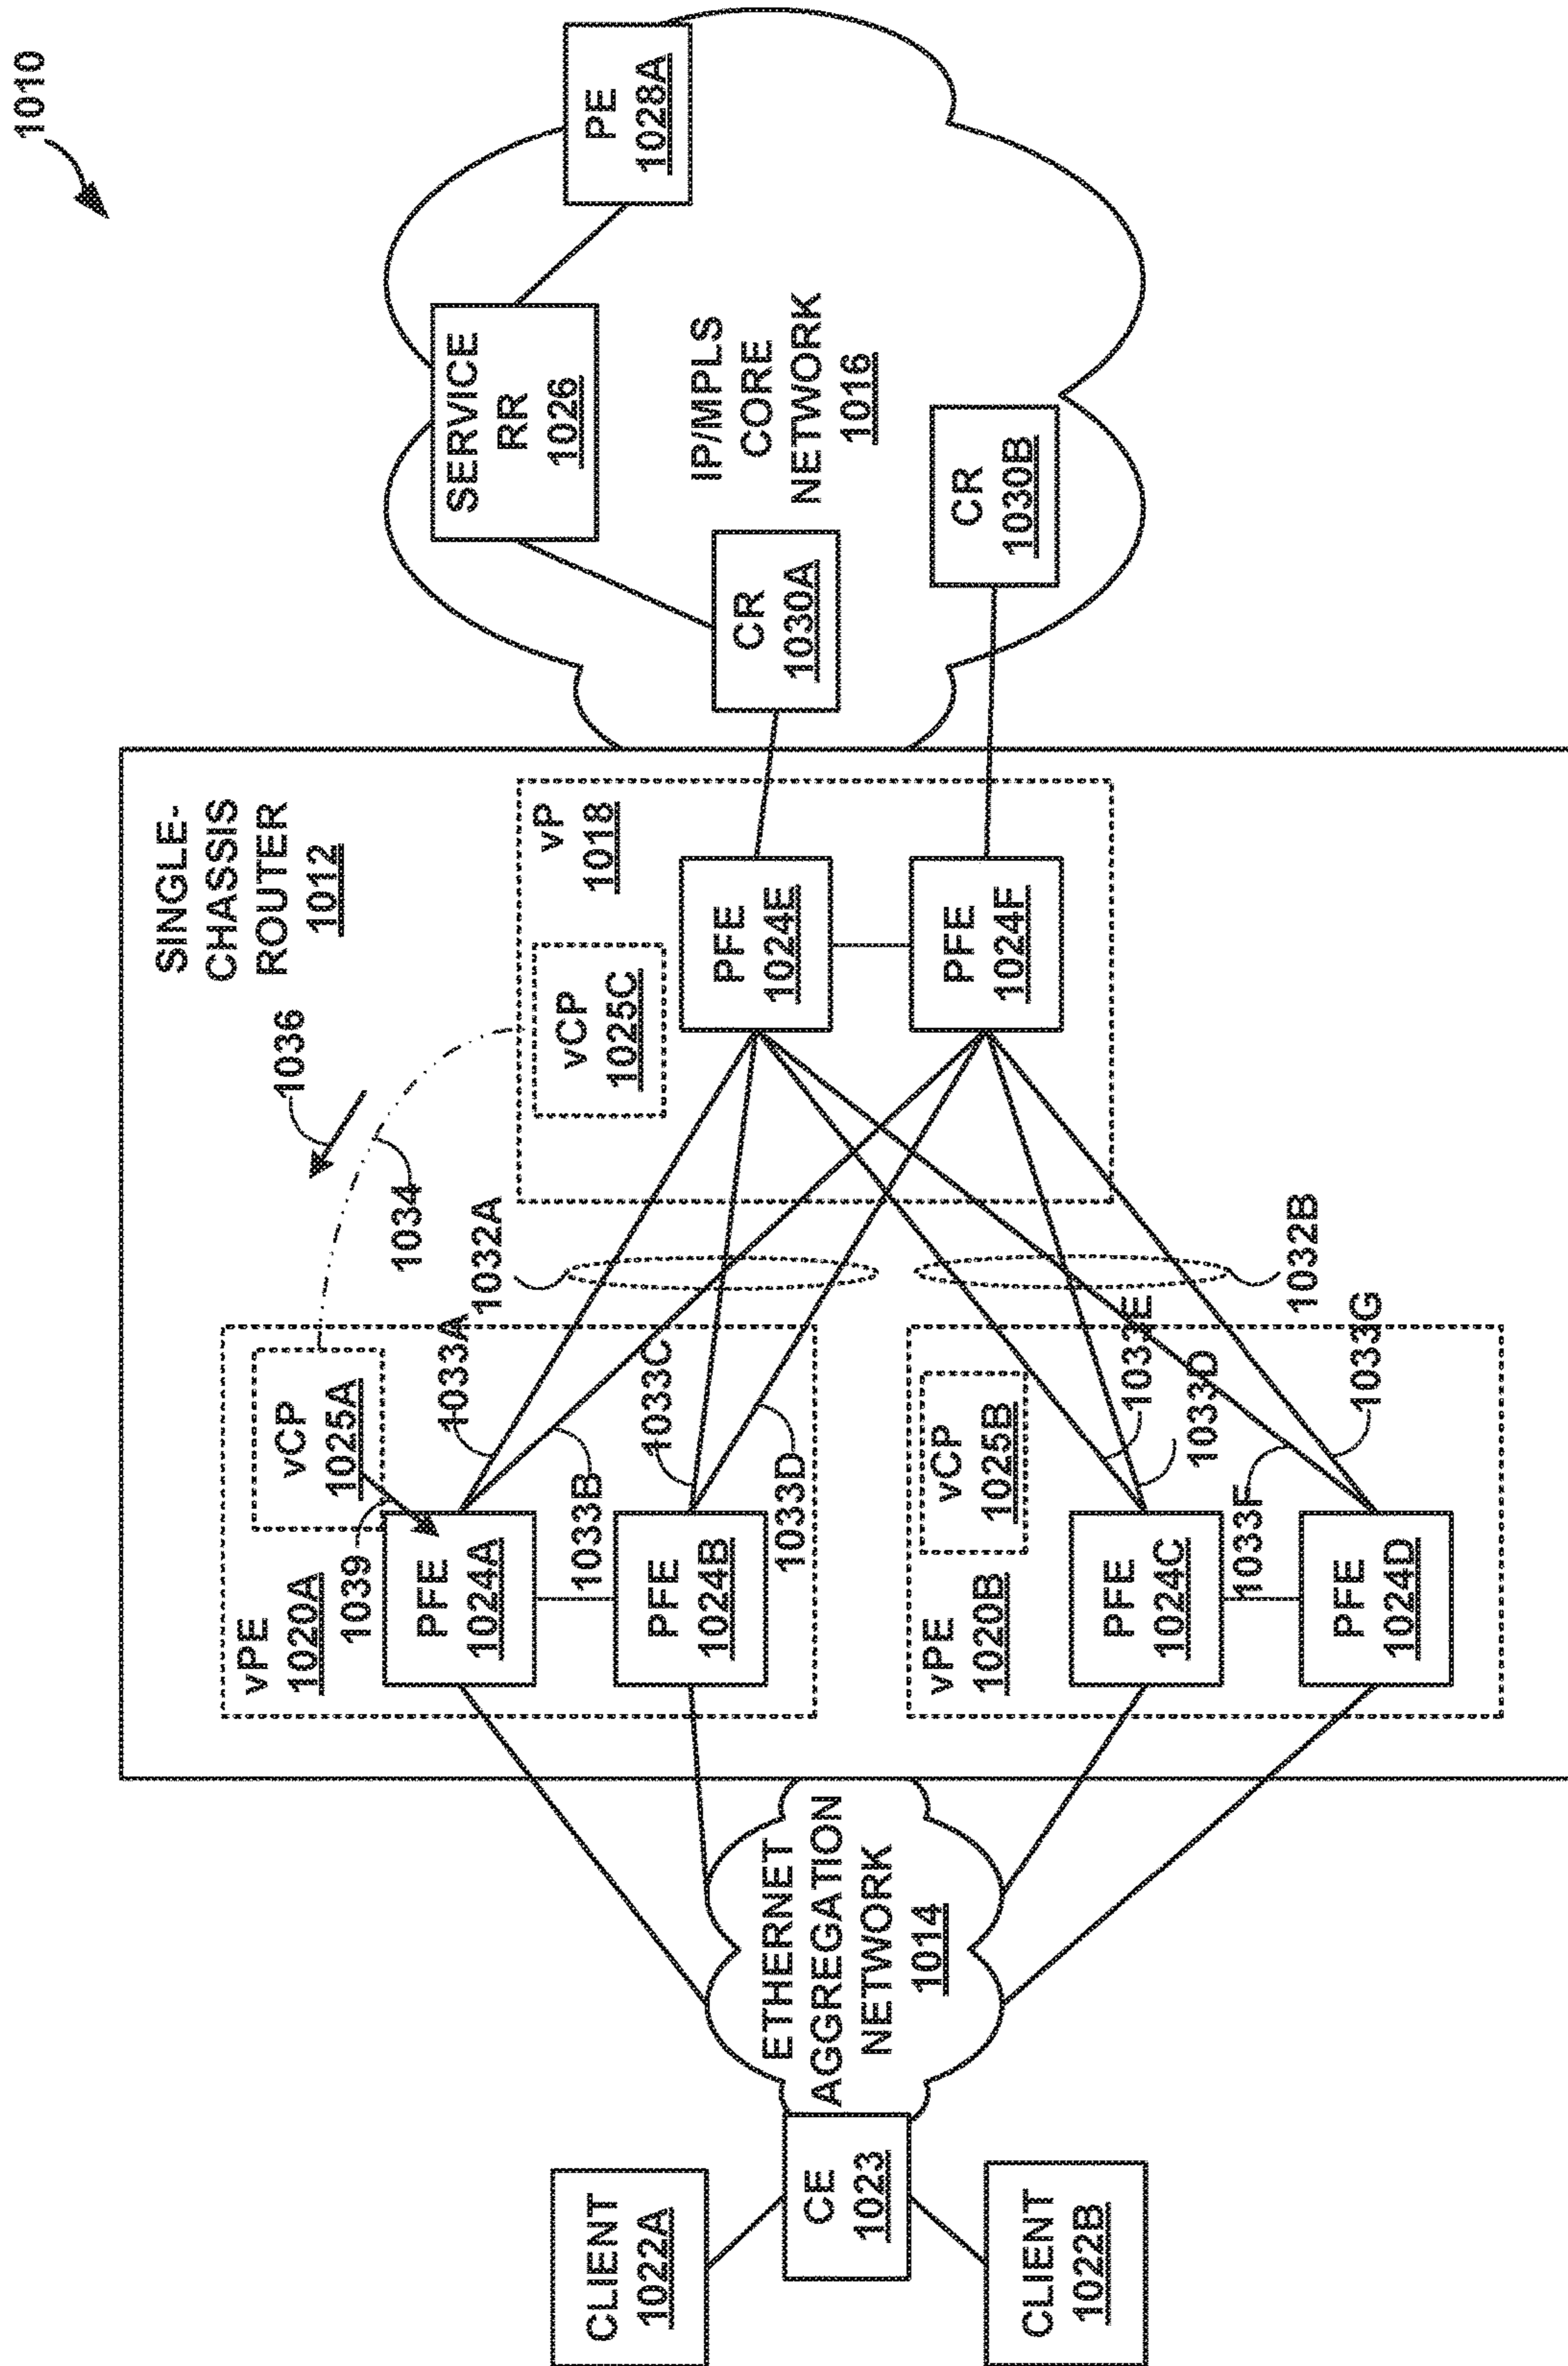 1010
SINGLE-
CHASSIS
ROUTER
1012
1036
1034
vPE
1020A
vCP
1025A
1039
PFE
1024A
PFE
1024B
1033A
1033B
1033C
1033D
1032A
vP
1018
vCP
1025C
PFE
1024E
PFE
1024F
vPE
1020B
vCP
1025B
PFE
1024C
PFE
1024D
1033E
1033D
1033F
1033G
1032B
CLIENT
1022A
CE
1023
CLIENT
1022B
ETHERNET
AGGREGATION
NETWORK
1014
SERVICE
RR
1026
PE
1028A
IP/MPLS
CORE
NETWORK
1016
CR
1030A
CR
1030B